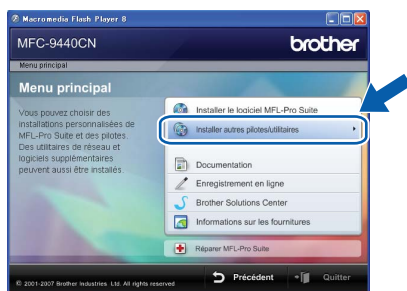 Macromedia Flash Player 8
MFC-9440CN
brother
Menu principal
Menu principal
Vous pouvez choisir des
installations personnalisées de
MFL-Pro Suite et des pilotes.
Des utilitaires de réseau et
logiciels supplémentaires
peuvent aussi être installés.
Installer le logiciel MFL-Pro Suite
Installer autres pilotes/utilitaires
Documentation
Enregistrement en ligne
Brother Solutions Center
Informations sur les fournitures
Réparer MFL-Pro Suite
© 2001-2007 Brother Industries Ltd. All rights reserved
Précédent
Quitter